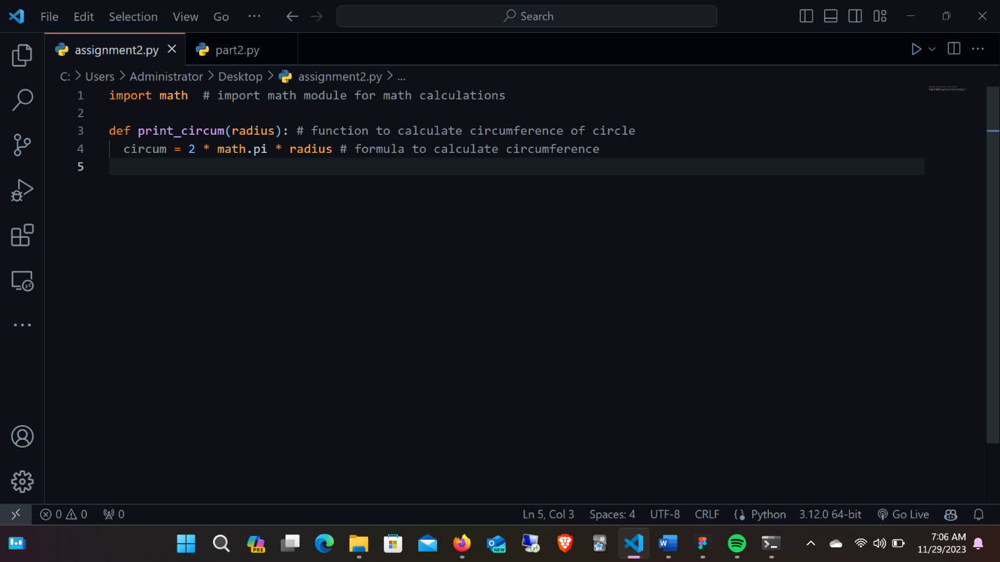 File Edit Selection View Go ··· Search
assignment2.py part2.py
C: > Users > Administrator > Desktop > assignment2.py > ...
1 import math  # import math module for math calculations
2
3 def print_circum(radius): # function to calculate circumference of circle
4   circum = 2 * math.pi * radius # formula to calculate circumference
5
0 0 0 Ln 5, Col 3 Spaces: 4 UTF-8 CRLF Python 3.12.0 64-bit Go Live
PRE NEW 7:06 AM
11/29/2023